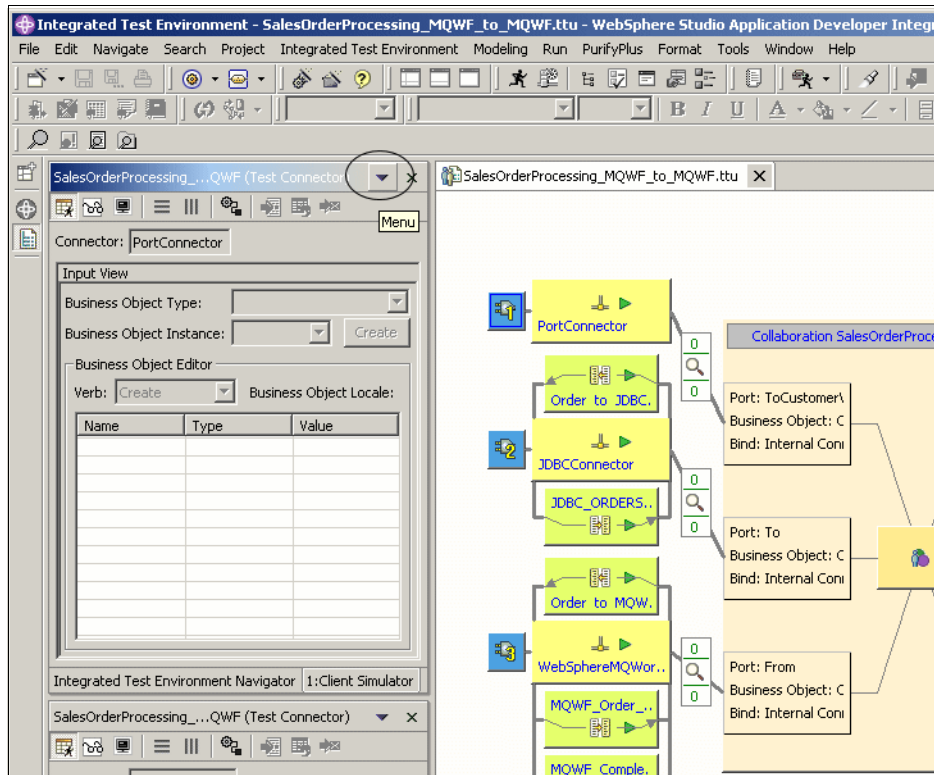 Integrated Test Environment - SalesOrderProcessing_MQWF_to_MQWF.ttu - WebSphere Studio Application Developer Integ
File Edit Navigate Search Project Integrated Test Environment Modeling Run PurifyPlus Format Tools Window Help
B I U A
SalesOrderProcessing_...QWF (Test Connector
Menu
Connector: PortConnector
Input View
Business Object Type:
Business Object Instance: Create
Business Object Editor
Verb: Create Business Object Locale:
Name Type Value
Integrated Test Environment Navigator 1:Client Simulator
SalesOrderProcessing_...QWF (Test Connector)
SalesOrderProcessing_MQWF_to_MQWF.ttu
1
PortConnector
0
0
Order to JDBC.
2
JDBCConnector
0
0
JDBC_ORDERS..
Order to MQW.
3
WebSphereMQWor..
0
0
MQWF_Order_..
MQWF_Comple.
Collaboration SalesOrderProce
Port: ToCustomer\
Business Object: C
Bind: Internal Conn
Port: To
Business Object: C
Bind: Internal Conn
Port: From
Business Object: C
Bind: Internal Conn